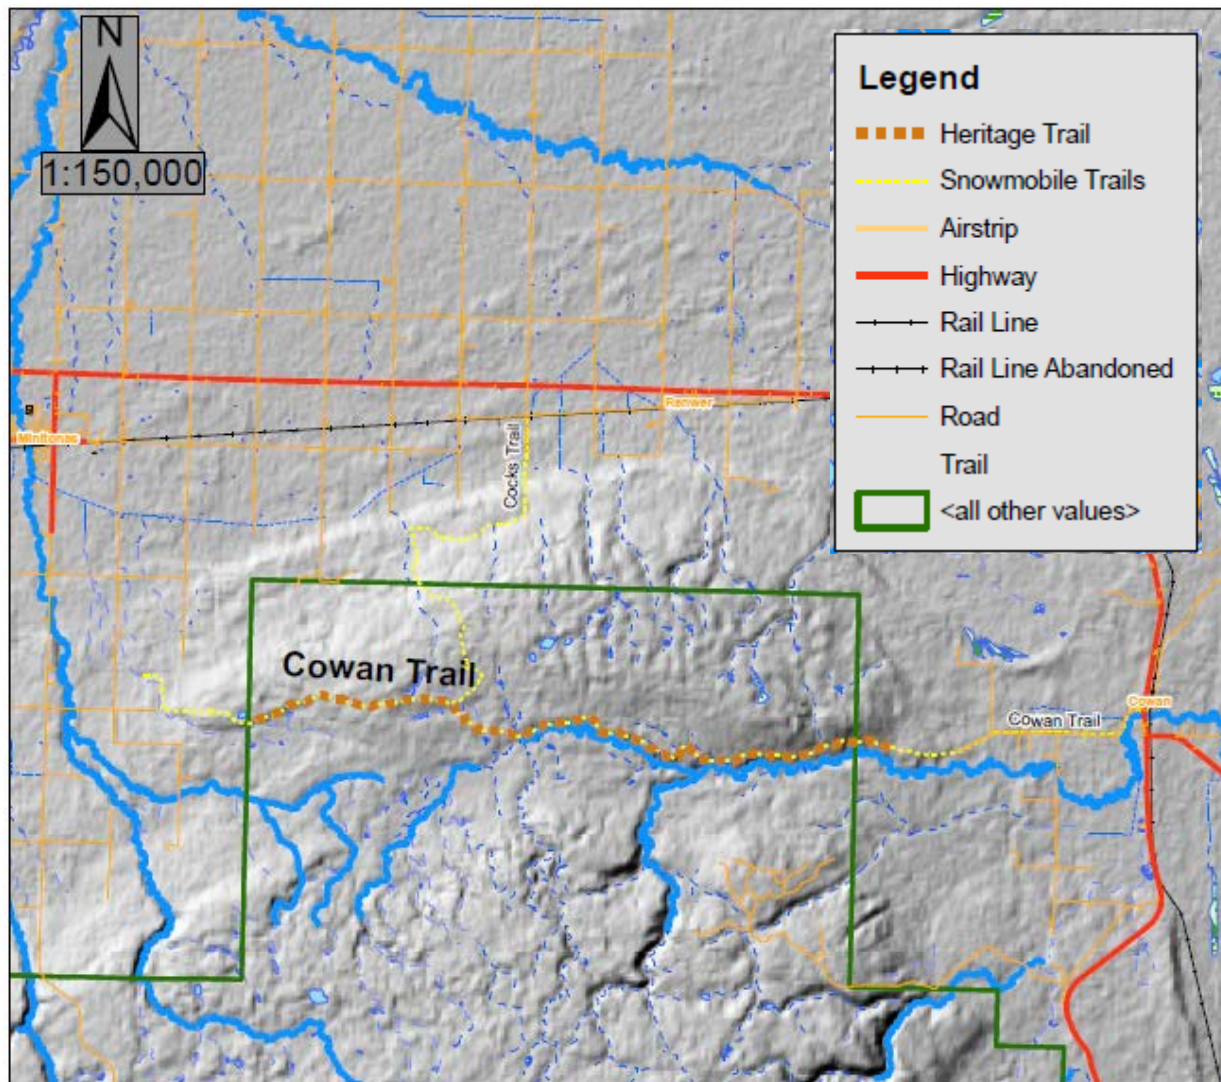 N
1:150,000
Legend
Heritage Trail
Snowmobile Trails
Airstrip
Highway
Rail Line
Rail Line Abandoned
Road
Trail
<all other values>
Renwer
Minitonas
Cocks Trail
Cowan Trail
Cowan
Cowan Trail